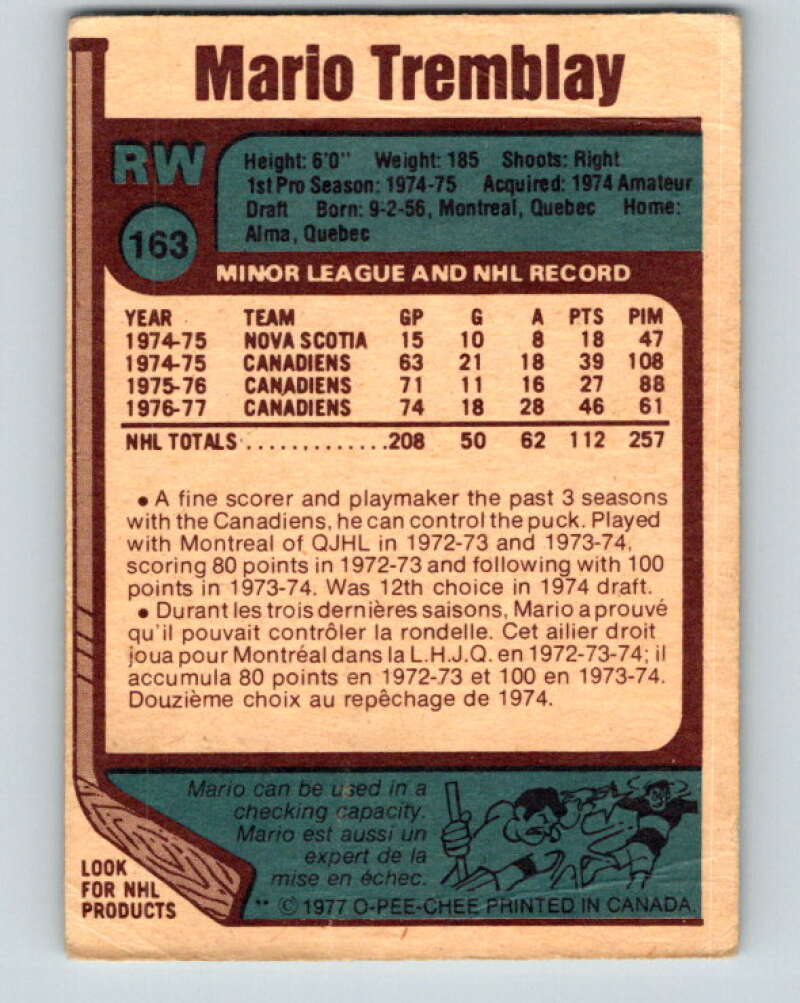 Mario Tremblay
RW
163
Height: 6'0" Weight: 185 Shoots: Right
1st Pro Season: 1974-75 Acquired: 1974 Amateur
Draft Born: 9-2-56, Montreal, Quebec Home:
Alma, Quebec
MINOR LEAGUE AND NHL RECORD
YEAR TEAM GP G A PTS PIM
1974-75 NOVA SCOTIA 15 10 8 18 47
1974-75 CANADIENS 63 21 18 39 108
1975-76 CANADIENS 71 11 16 27 88
1976-77 CANADIENS 74 18 28 46 61
NHL TOTALS.............208 50 62 112 257
• A fine scorer and playmaker the past 3 seasons
with the Canadiens, he can control the puck. Played
with Montreal of QJHL in 1972-73 and 1973-74,
scoring 80 points in 1972-73 and following with 100
points in 1973-74. Was 12th choice in 1974 draft.
• Durant les trois dernières saisons, Mario a prouvé
qu'il pouvait contrôler la rondelle. Cet ailier droit
joua pour Montréal dans la L.H.J.Q. en 1972-73-74; il
accumula 80 points en 1972-73 et 100 en 1973-74.
Douzième choix au repêchage de 1974.
Mario can be used in a
checking capacity.
Mario est aussi un
expert de la
mise en échec.
LOOK
FOR NHL
PRODUCTS
** © 1977 O-PEE-CHEE PRINTED IN CANADA.